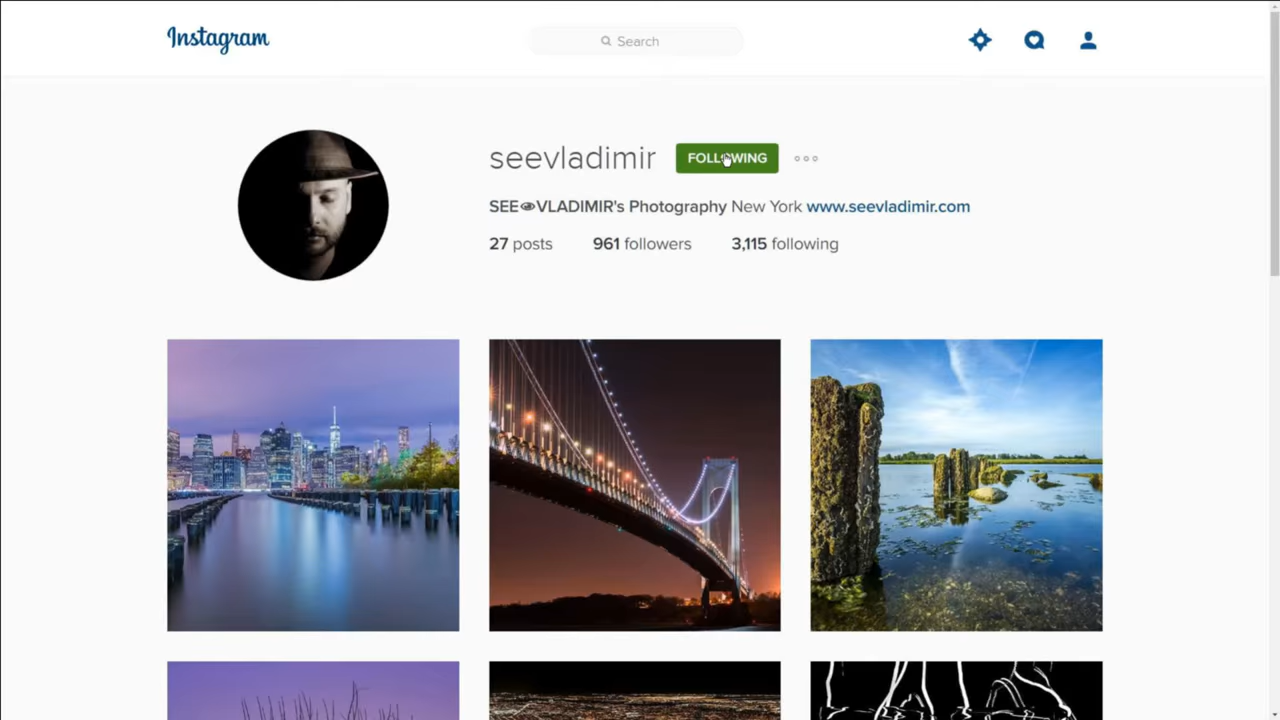 Instagram
Search
seevladimir FOLLOWING
SEE👁VLADIMIR's Photography New York www.seevladimir.com
27 posts 961 followers 3,115 following